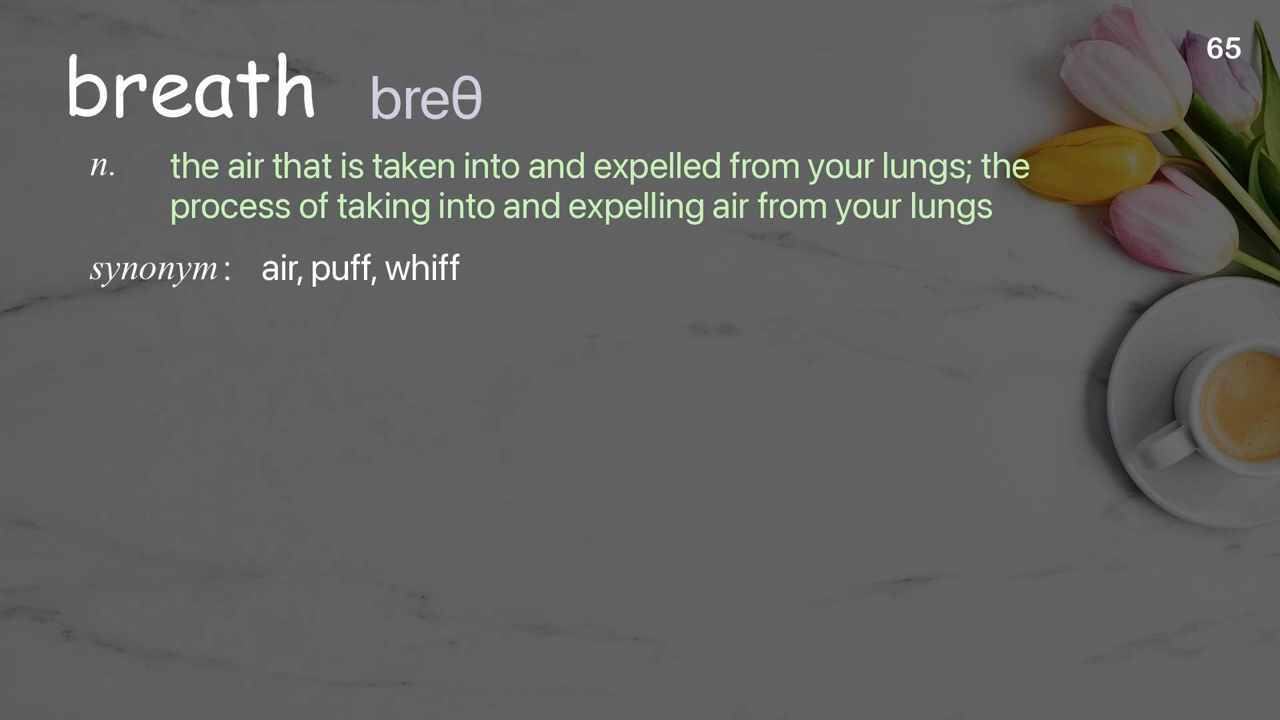 65
breath breθ
n. the air that is taken into and expelled from your lungs; the
process of taking into and expelling air from your lungs
synonym: air, puff, whiff